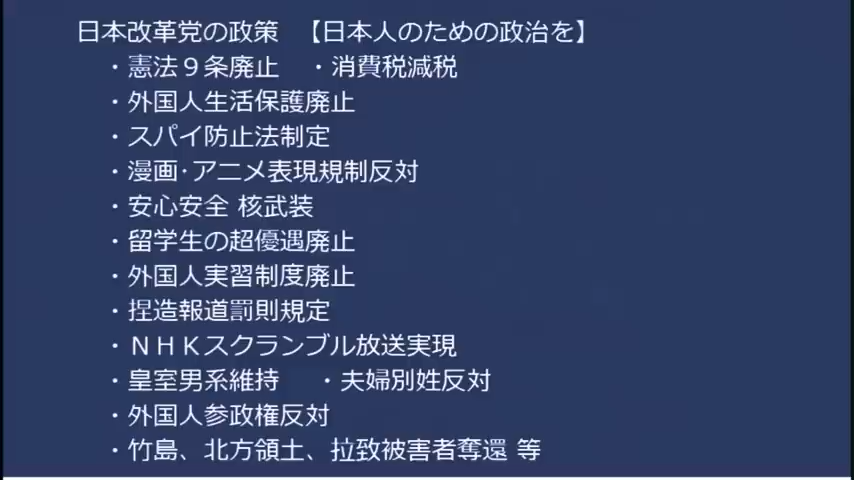 日本改革党の政策 【日本人のための政治を】
・憲法９条廃止 ・消費税減税
・外国人生活保護廃止
・スパイ防止法制定
・漫画･アニメ表現規制反対
・安心安全 核武装
・留学生の超優遇廃止
・外国人実習制度廃止
・捏造報道罰則規定
・ＮＨＫスクランブル放送実現
・皇室男系維持 ・夫婦別姓反対
・外国人参政権反対
・竹島、北方領土、拉致被害者奪還 等